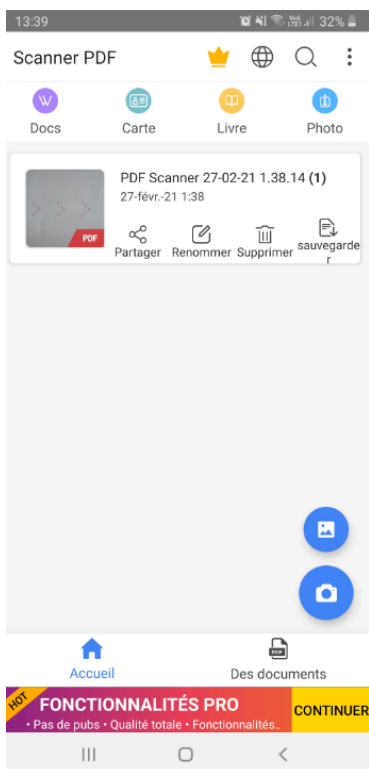 13:39
32%
Scanner PDF
Docs
Carte
Livre
Photo
PDF Scanner 27-02-21 1.38.14 (1)
27-févr.-21 1:38
PDF
Partager
Renommer
Supprimer
sauvegarde
r
Accueil
Des documents
HOT
FONCTIONNALITÉS PRO
• Pas de pubs • Qualité totale • Fonctionnalités..
CONTINUER